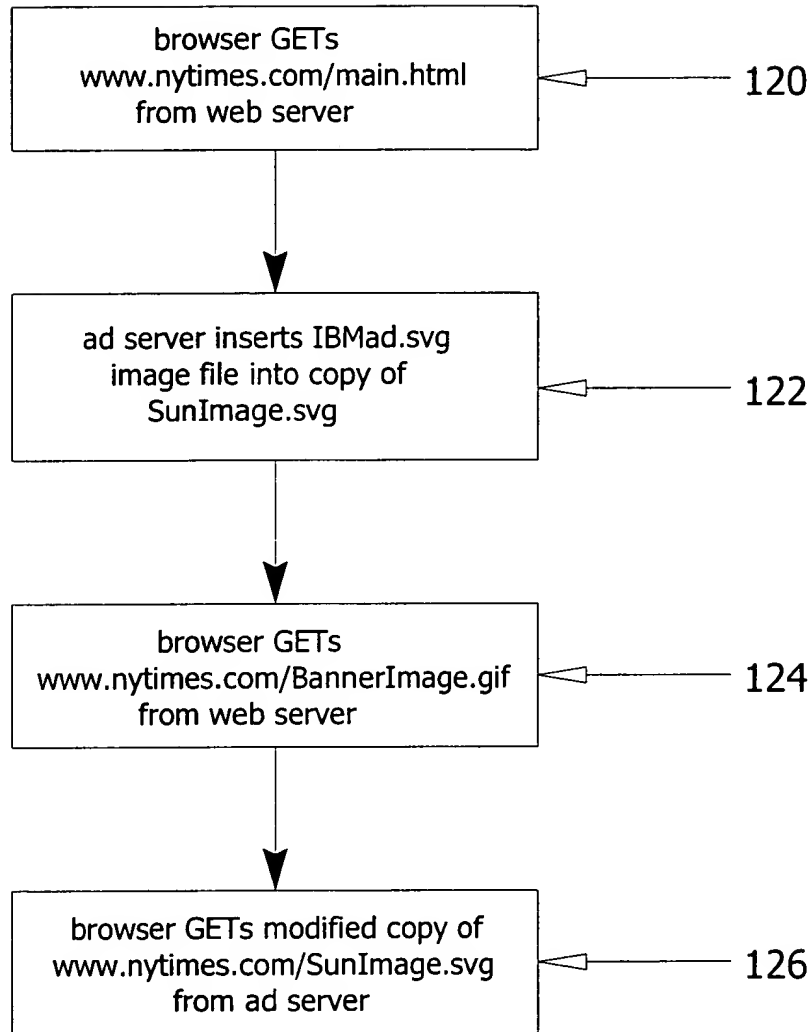 browser GETs
www.nytimes.com/main.html
from web server
120
ad server inserts IBMad.svg
image file into copy of
SunImage.svg
122
browser GETs
www.nytimes.com/BannerImage.gif
from web server
124
browser GETs modified copy of
www.nytimes.com/SunImage.svg
from ad server
126